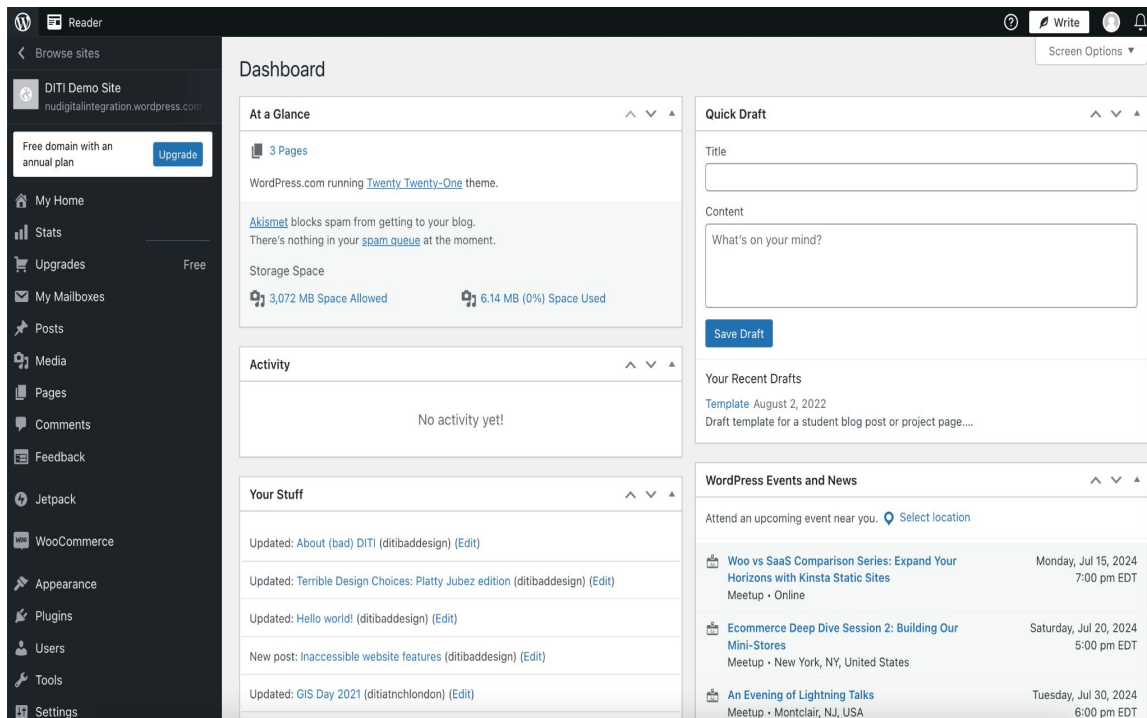 Reader
Write
Browse sites
DITI Demo Site
nudigitalintegration.wordpress.com
Free domain with an
annual plan
Upgrade
My Home
Stats
Upgrades Free
My Mailboxes
Posts
Media
Pages
Comments
Feedback
Jetpack
WooCommerce
Appearance
Plugins
Users
Tools
Settings
Screen Options ▼
Dashboard
At a Glance
3 Pages
WordPress.com running Twenty Twenty-One theme.
Akismet blocks spam from getting to your blog.
There's nothing in your spam queue at the moment.
Storage Space
3,072 MB Space Allowed 6.14 MB (0%) Space Used
Activity
No activity yet!
Your Stuff
Updated: About (bad) DITI (ditibaddesign) (Edit)
Updated: Terrible Design Choices: Platty Jubez edition (ditibaddesign) (Edit)
Updated: Hello world! (ditibaddesign) (Edit)
New post: Inaccessible website features (ditibaddesign) (Edit)
Updated: GIS Day 2021 (ditiatnchlondon) (Edit)
Quick Draft
Title
Content
What's on your mind?
Save Draft
Your Recent Drafts
Template August 2, 2022
Draft template for a student blog post or project page....
WordPress Events and News
Attend an upcoming event near you. Select location
Woo vs SaaS Comparison Series: Expand Your Monday, Jul 15, 2024
Horizons with Kinsta Static Sites 7:00 pm EDT
Meetup • Online
Ecommerce Deep Dive Session 2: Building Our Saturday, Jul 20, 2024
Mini-Stores 5:00 pm EDT
Meetup • New York, NY, United States
An Evening of Lightning Talks Tuesday, Jul 30, 2024
Meetup • Montclair, NJ, USA 6:00 pm EDT